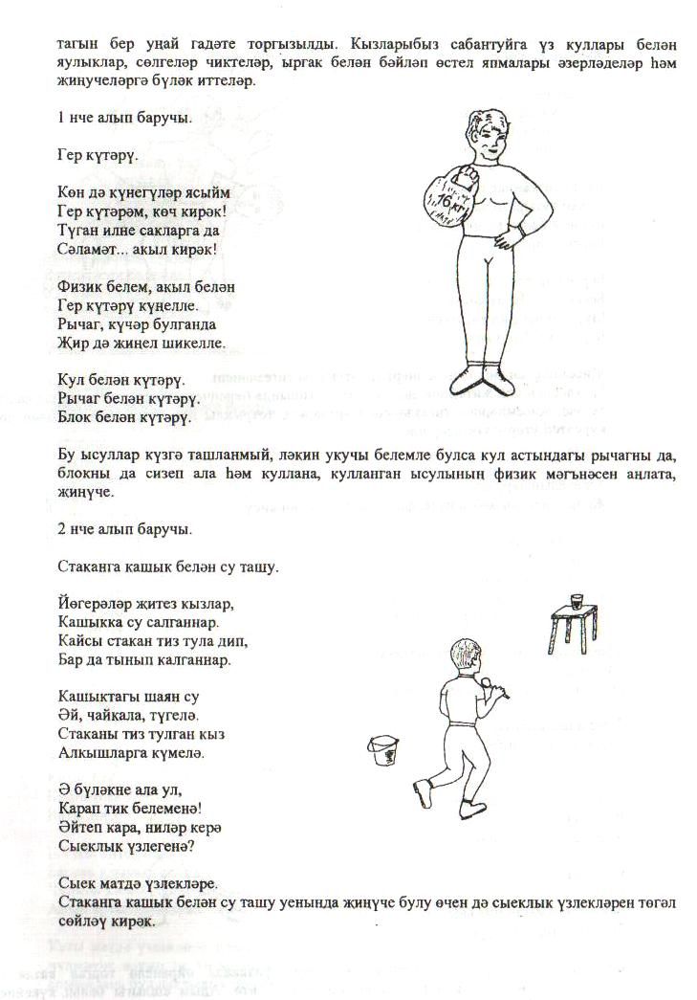 тагын бер уңай гадәте торгызылды. Кызларыбыз сабантуйга үз куллары белән
яулыклар, сөлгеләр чиктеләр, ыргак белән бәйләп өстел япмалары әзерләделәр һәм
җиңүчеләргә бүләк иттеләр.
1 нче алып баручы.
Гер күтәрү.
Көн дә күнегүләр ясыйм
Гер күтәрәм, көч кирәк!
Туган илне сакларга да
Сәламәт... акыл кирәк!
16 кг
Физик белем, акыл белән
Гер күтәрү күңелле.
Рычаг, күчәр булганда
Җир дә жиңел шикелле.
Кул белән күтәрү.
Рычаг белән күтәрү.
Блок белән күтәрү.
Бу ысуллар күзгә ташланмый, ләкин укучы белемле булса кул астындагы рычагны да,
блокны да сизеп ала һәм куллана, кулланган ысулының физик мәгънәсен аңлата,
җиңүче.
2 нче алып баручы.
Стаканга кашык белән су ташу.
Йөгерәләр җитез кызлар,
Кашыкка су салганнар.
Кайсы стакан тиз тула дип,
Бар да тынып калганнар.
Кашыктагы шаян су
Әй, чайкала, түгелә.
Стаканы тиз тулган кыз
Алкышларга күмелә.
Ә бүләкне ала ул,
Карап тик белеменә!
Әйтеп кара, ниләр керә
Сыеклык үзлегенә?
Сыек матдә үзлекләре.
Стаканга кашык белән су ташу уенында җиңүче булу өчен дә сыеклык үзлекләрен төгәл
сөйләү кирәк.